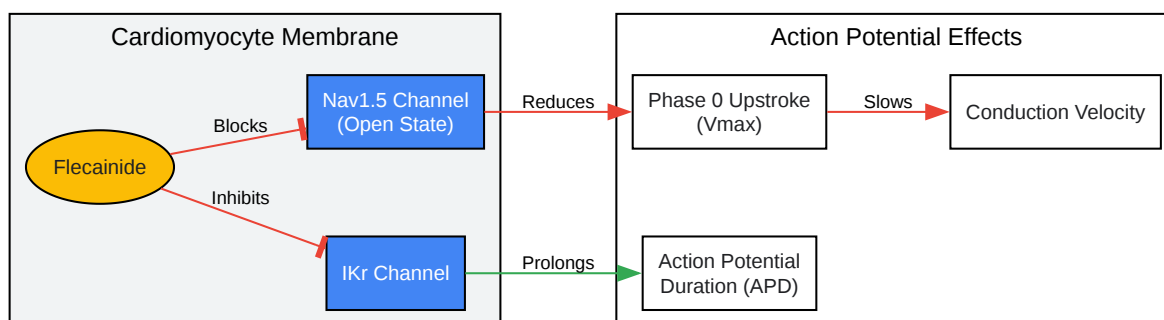 Cardiomyocyte Membrane
Action Potential Effects
Nav1.5 Channel
(Open State)
Reduces
Phase 0 Upstroke
(Vmax)
Slows
Conduction Velocity
Blocks
Flecainide
Inhibits
IKr Channel
Prolongs
Action Potential
Duration (APD)